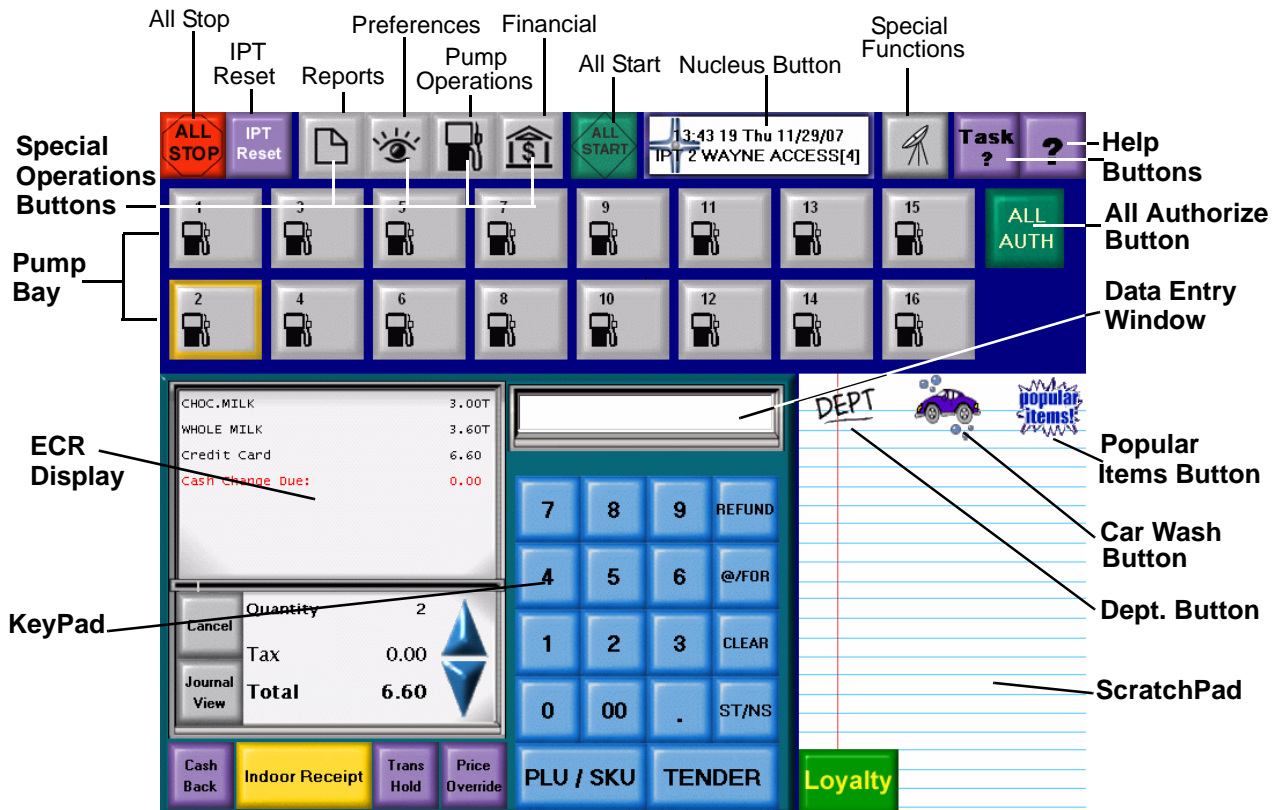 All Stop
IPT
Reset
Reports
Preferences
Pump
Operations
Financial
All Start
Nucleus Button
Special
Functions
ALL
STOP
IPT
Reset
$
ALL
START
13:43 19 Thu 11/29/07
IPT 2 WAYNE ACCESS[4]
Task
?
?
Help
Buttons
Special
Operations
Buttons
1
3
5
7
9
11
13
15
ALL
AUTH
All Authorize
Button
Pump
Bay
2
4
6
8
10
12
14
16
Data Entry
Window
CHOC.MILK 3.00T
WHOLE MILK 3.60T
Credit Card 6.60
Cash Change Due: 0.00
DEPT
popular
items!
ECR
Display
Popular
Items Button
7 8 9 REFUND
4 5 6 @/FOR
1 2 3 CLEAR
0 00 . ST/NS
Car Wash
Button
KeyPad
Cancel
Quantity 2
Tax 0.00
Journal
View
Total 6.60
Dept. Button
ScratchPad
Cash
Back
Indoor Receipt
Trans
Hold
Price
Override
PLU / SKU
TENDER
Loyalty